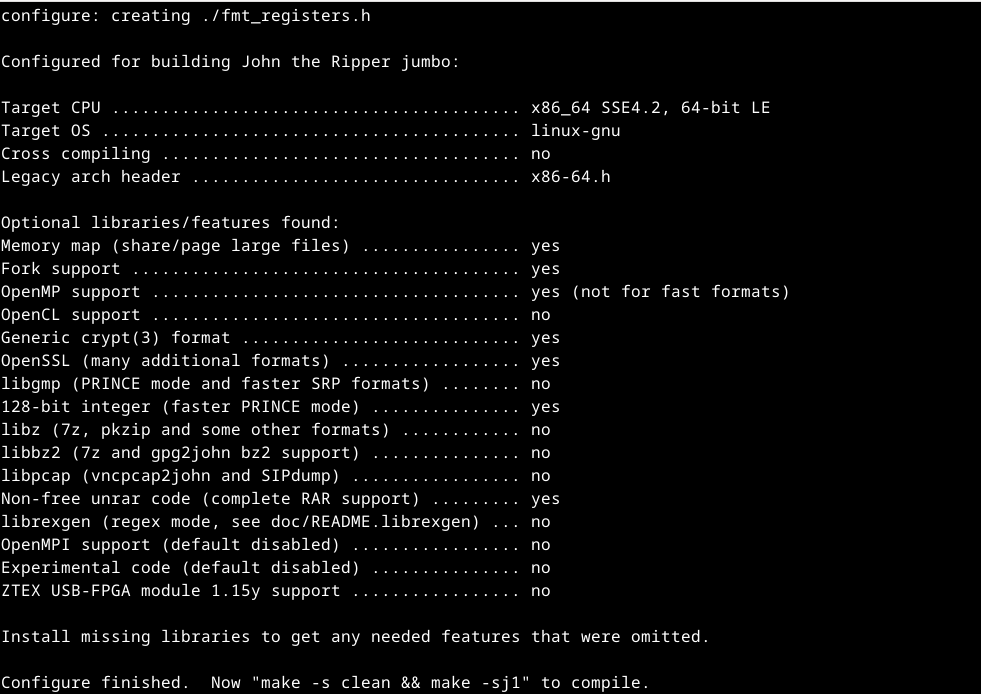 configure: creating ./fmt_registers.h
Configured for building John the Ripper jumbo:
Target CPU ......................................... x86_64 SSE4.2, 64-bit LE
Target OS .......................................... linux-gnu
Cross compiling .................................... no
Legacy arch header ................................. x86-64.h
Optional libraries/features found:
Memory map (share/page large files) ................ yes
Fork support ....................................... yes
OpenMP support ..................................... yes (not for fast formats)
OpenCL support ..................................... no
Generic crypt(3) format ............................ yes
OpenSSL (many additional formats) .................. yes
libgmp (PRINCE mode and faster SRP formats) ........ no
128-bit integer (faster PRINCE mode) ............... yes
libz (7z, pkzip and some other formats) ............ no
libbz2 (7z and gpg2john bz2 support) ............... no
libpcap (vncpcap2john and SIPdump) ................. no
Non-free unrar code (complete RAR support) ......... yes
librexgen (regex mode, see doc/README.librexgen) ... no
OpenMPI support (default disabled) ................. no
Experimental code (default disabled) ............... no
ZTEX USB-FPGA module 1.15y support ................. no
Install missing libraries to get any needed features that were omitted.
Configure finished.  Now "make -s clean && make -sj1" to compile.